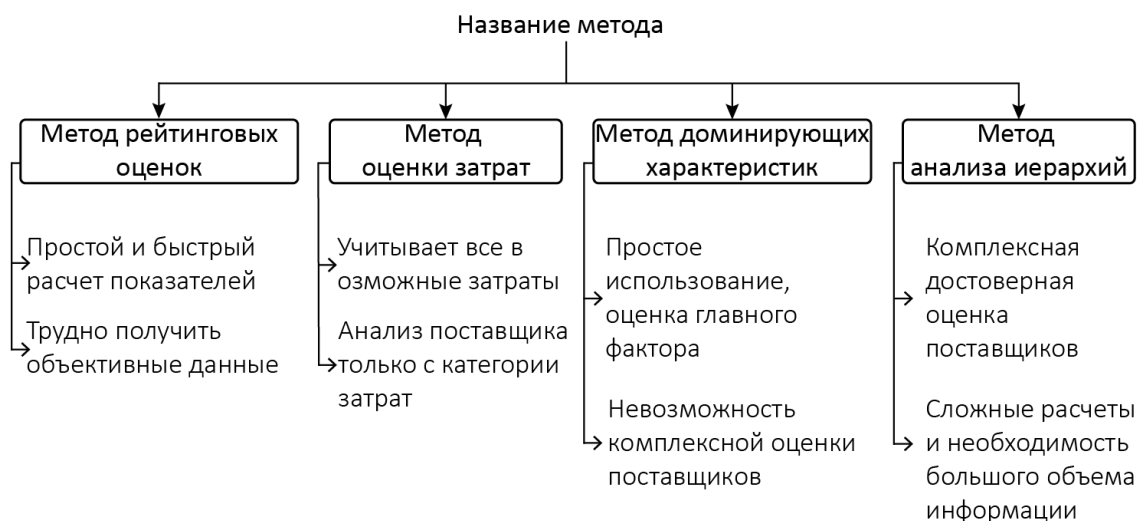 Название метода
Метод рейтинговых
оценок
Простой и быстрый
расчет показателей
Трудно получить
объективные данные
Метод
оценки затрат
Учитывает все в
озможные затраты
Анализ поставщика
только с категории
затрат
Метод доминирующих
характеристик
Простое
использование,
оценка главного
фактора
Невозможность
комплексной оценки
поставщиков
Метод
анализа иерархий
Комплексная
достоверная
оценка
поставщиков
Сложные расчеты
и необходимость
большого объема
информации